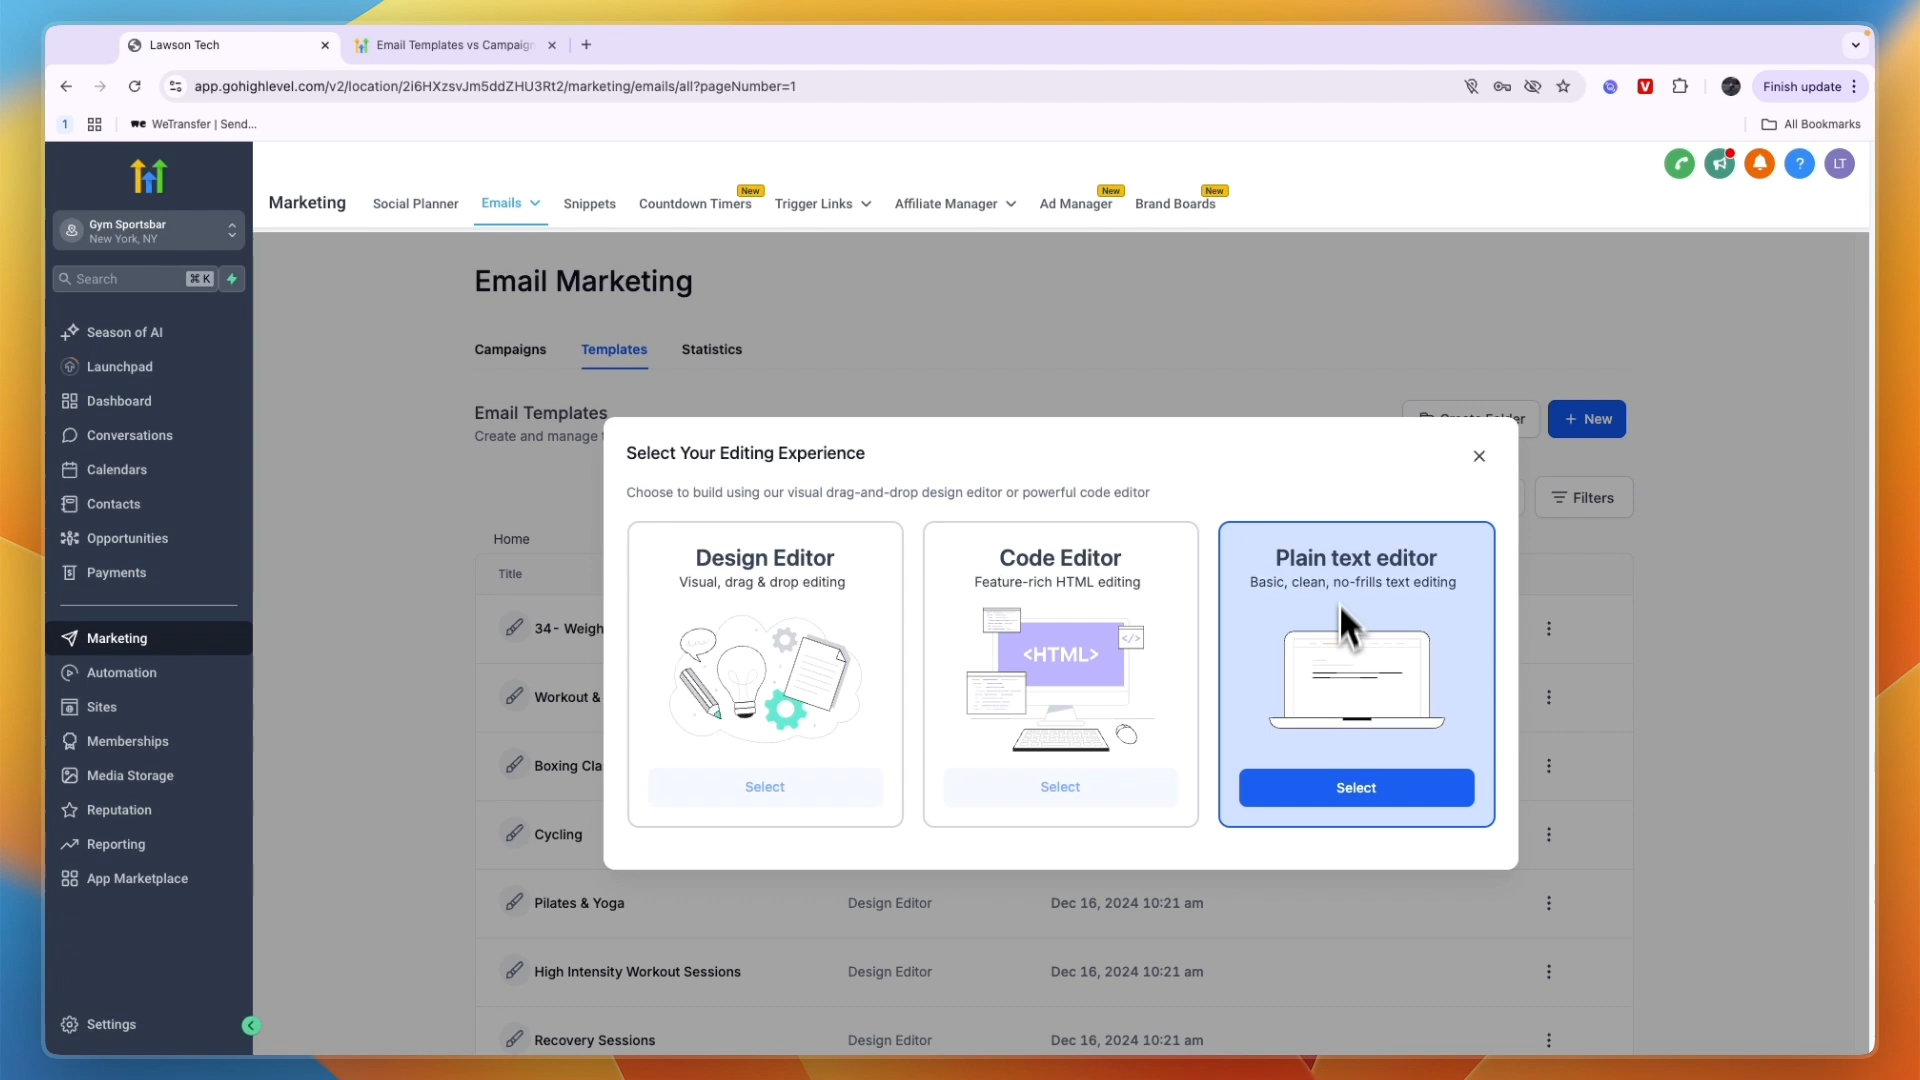 Lawson Tech
Email Templates vs Campaign
app.gohighlevel.com/v2/location/2i6HXzsvJm5ddZHU3Rt2/marketing/emails/all?pageNumber=1
Finish update
1
WeTransfer | Send...
All Bookmarks
LT
Marketing
Social Planner
Emails
Snippets
Countdown Timers
New
Trigger Links
Affiliate Manager
Ad Manager
New
Brand Boards
New
Gym Sportsbar
New York, NY
Search
⌘ K
Season of AI
Launchpad
Dashboard
Conversations
Calendars
Contacts
Opportunities
Payments
Marketing
Automation
Sites
Memberships
Media Storage
Reputation
Reporting
App Marketplace
Settings
Email Marketing
Campaigns
Templates
Statistics
Email Templates
Create and manage
+ New
Filters
Home
Title
34- Weigh
Workout &
Boxing Cla
Cycling
Pilates & Yoga
Design Editor
Dec 16, 2024 10:21 am
High Intensity Workout Sessions
Design Editor
Dec 16, 2024 10:21 am
Recovery Sessions
Design Editor
Dec 16, 2024 10:21 am
Select Your Editing Experience
Choose to build using our visual drag-and-drop design editor or powerful code editor
Design Editor
Visual, drag & drop editing
Select
Code Editor
Feature-rich HTML editing
<HTML>
</>
Select
Plain text editor
Basic, clean, no-frills text editing
Select